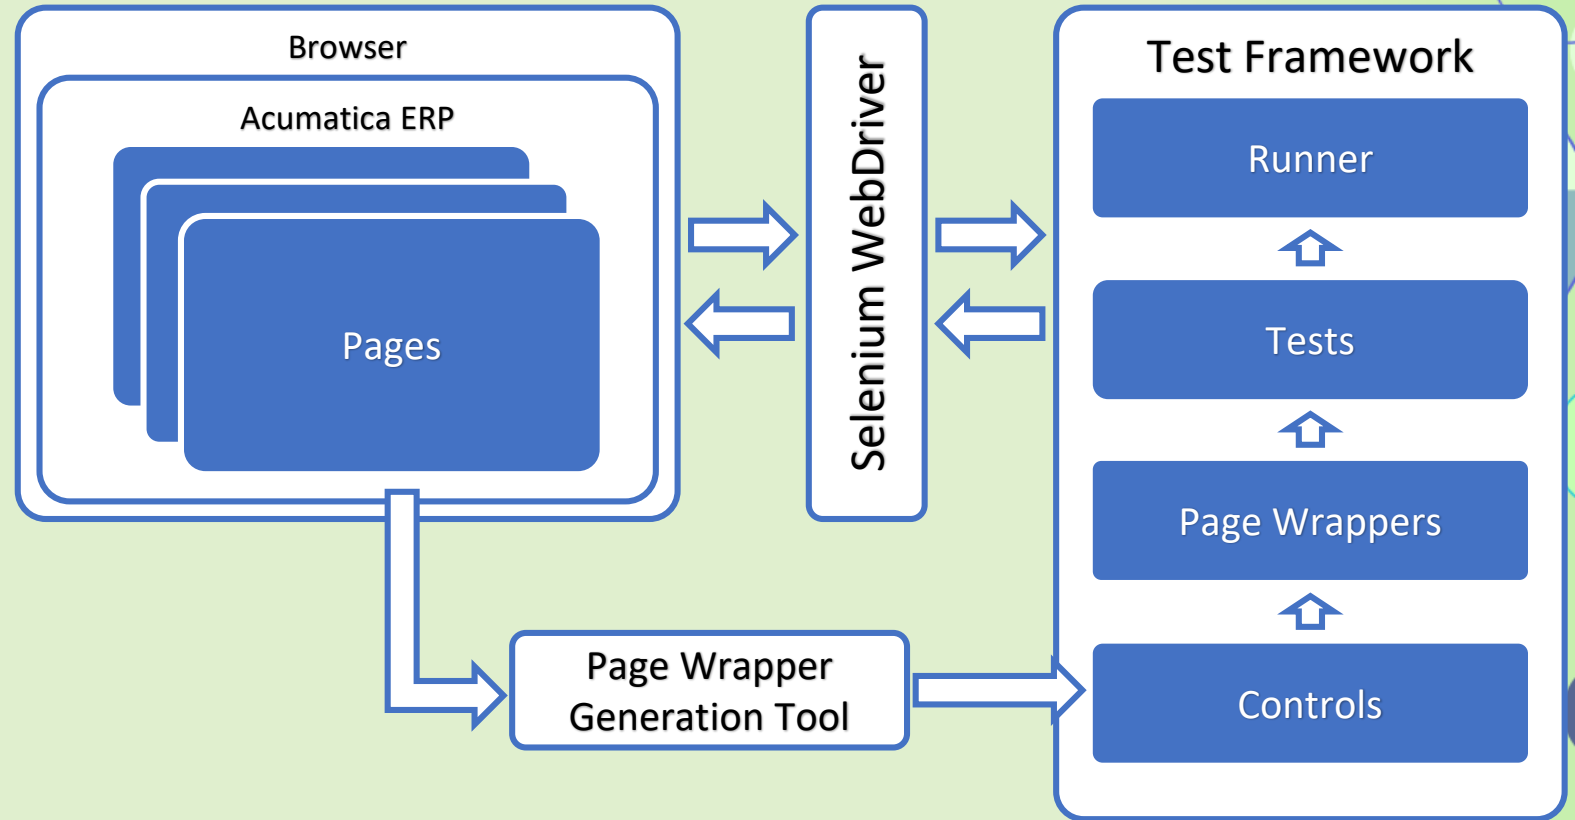 Browser
Acumatica ERP
Pages
Selenium WebDriver
Test Framework
Runner
Tests
Page Wrappers
Controls
Page Wrapper
Generation Tool